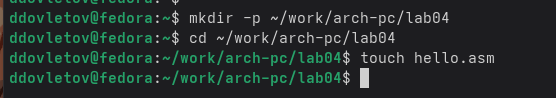 ddovletov@fedora:~$ mkdir -p ~/work/arch-pc/lab04
ddovletov@fedora:~$ cd ~/work/arch-pc/lab04
ddovletov@fedora:~/work/arch-pc/lab04$ touch hello.asm
ddovletov@fedora:~/work/arch-pc/lab04$